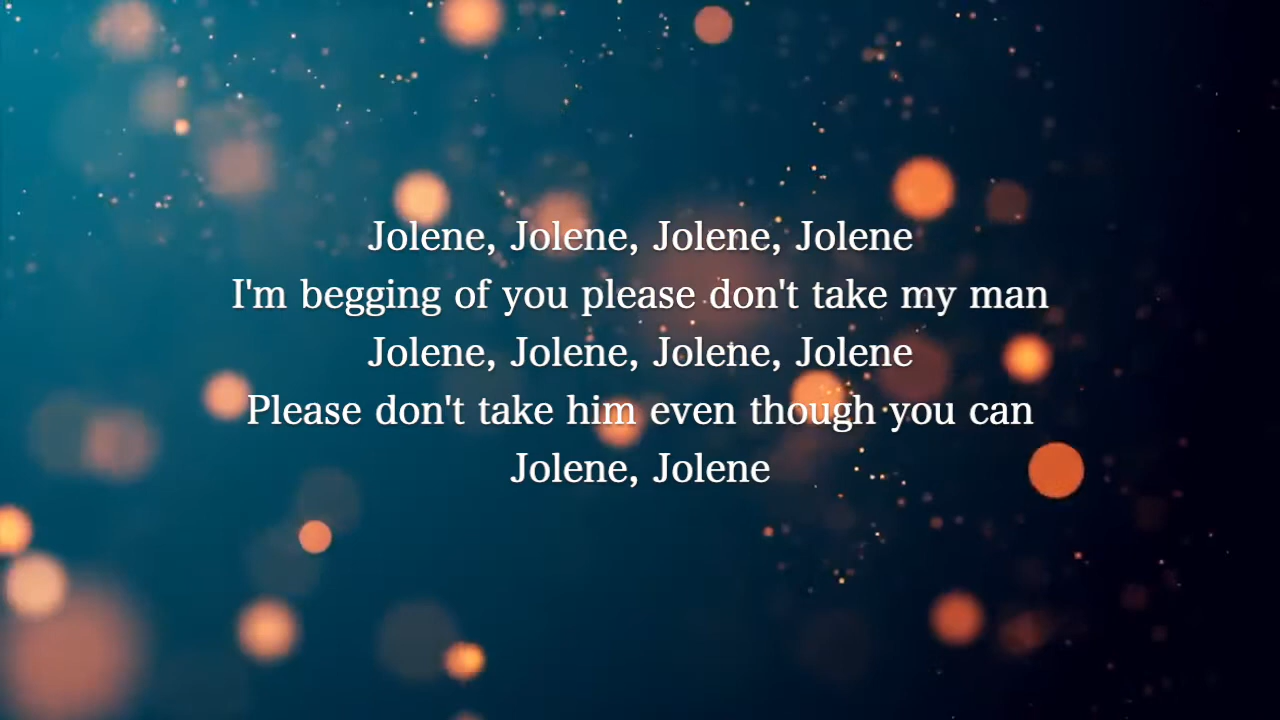 Jolene, Jolene, Jolene, Jolene
I'm begging of you please don't take my man
Jolene, Jolene, Jolene, Jolene
Please don't take him even though you can
Jolene, Jolene